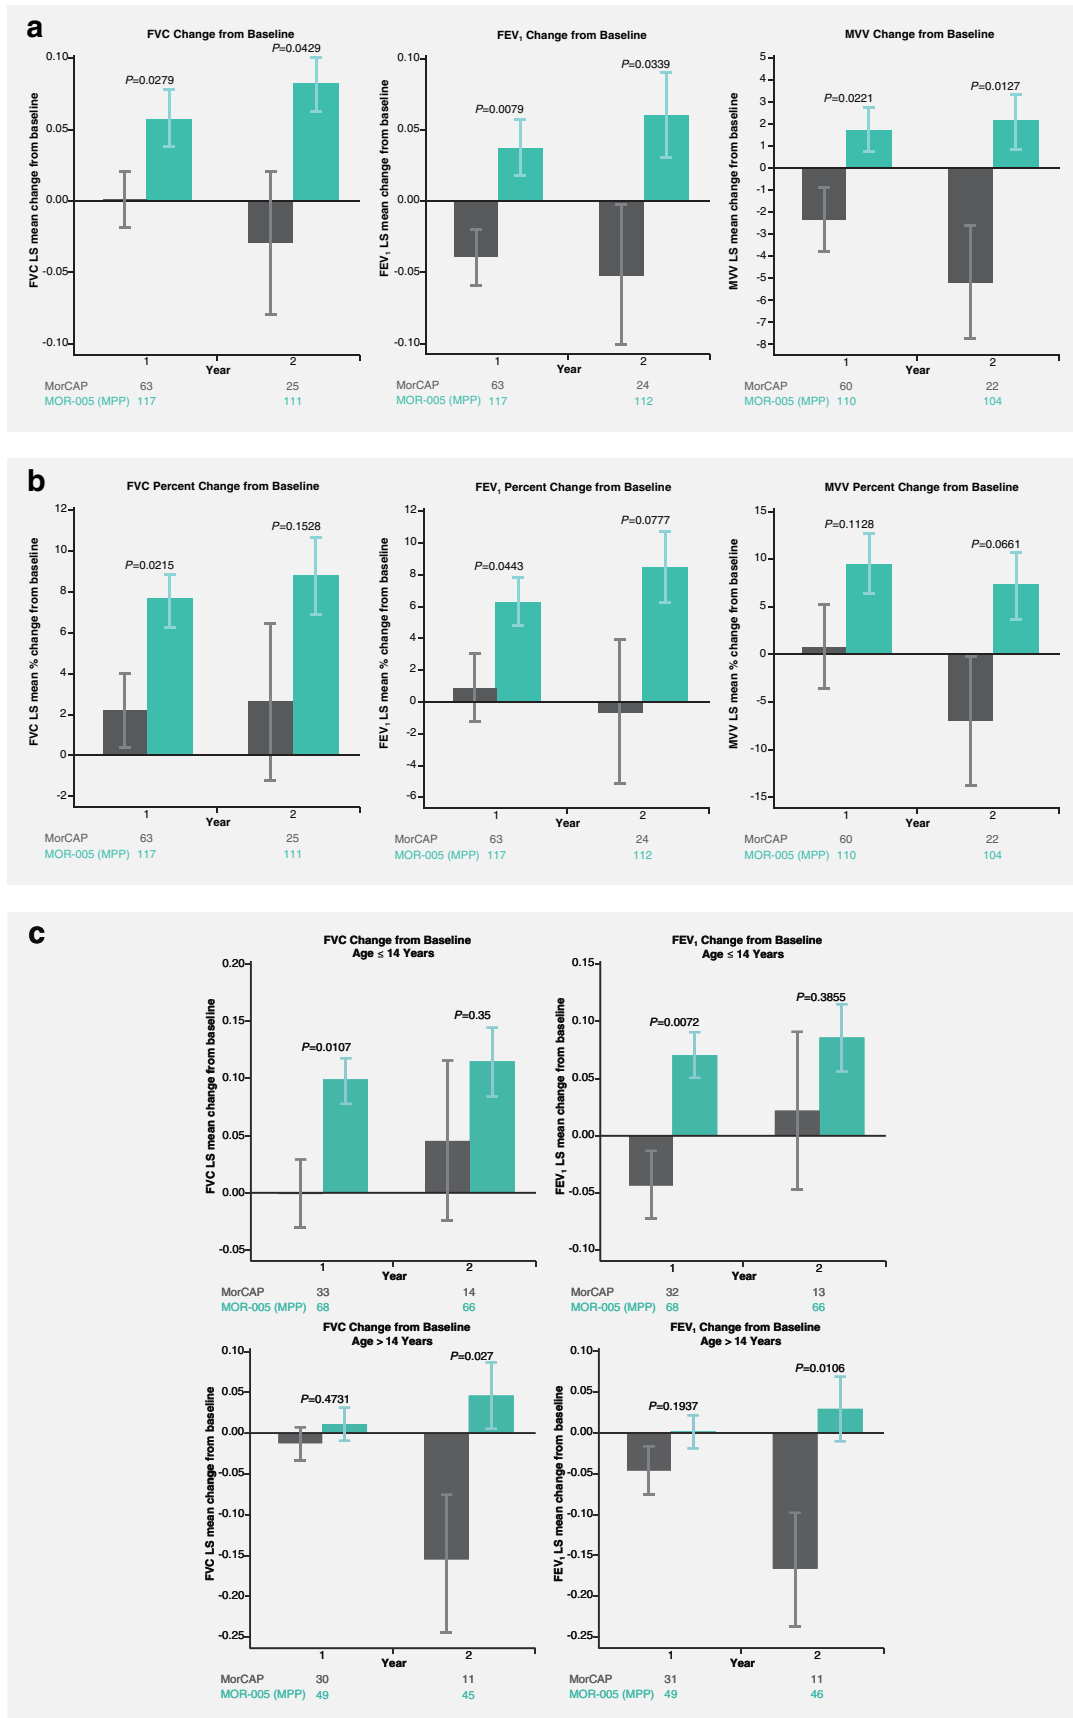 a
FVC Change from Baseline
FVC LS mean change from baseline
0.10
0.05
0.00
-0.05
-0.10
P=0.0279
P=0.0429
1
2
Year
MorCAP 63 25
MOR-005 (MPP) 117 111
FEV1 Change from Baseline
FEV1 LS mean change from baseline
0.10
0.05
0.00
-0.05
-0.10
P=0.0079
P=0.0339
1
2
Year
MorCAP 63 24
MOR-005 (MPP) 117 112
MVV Change from Baseline
MVV LS mean change from baseline
5
4
3
2
1
0
-1
-2
-3
-4
-5
-6
-7
-8
P=0.0221
P=0.0127
1
2
Year
MorCAP 60 22
MOR-005 (MPP) 110 104
b
FVC Percent Change from Baseline
FVC LS mean % change from baseline
12
10
8
6
4
2
0
-2
P=0.0215
P=0.1528
1
2
Year
MorCAP 63 25
MOR-005 (MPP) 117 111
FEV1 Percent Change from Baseline
FEV1 LS mean % change from baseline
12
10
8
6
4
2
0
-2
-4
-6
P=0.0443
P=0.0777
1
2
Year
MorCAP 63 24
MOR-005 (MPP) 117 112
MVV Percent Change from Baseline
MVV LS mean % change from baseline
15
10
5
0
-5
-10
-15
P=0.1128
P=0.0661
1
2
Year
MorCAP 60 22
MOR-005 (MPP) 110 104
c
FVC Change from Baseline
Age ≤ 14 Years
FVC LS mean change from baseline
0.20
0.15
0.10
0.05
0.00
-0.05
P=0.0107
P=0.35
1
2
Year
MorCAP 33 14
MOR-005 (MPP) 68 66
FEV1 Change from Baseline
Age ≤ 14 Years
FEV1 LS mean change from baseline
0.15
0.10
0.05
0.00
-0.05
-0.10
P=0.0072
P=0.3855
1
2
Year
MorCAP 32 13
MOR-005 (MPP) 68 66
FVC Change from Baseline
Age > 14 Years
FVC LS mean change from baseline
0.10
0.05
0.00
-0.05
-0.10
-0.15
-0.20
-0.25
P=0.4731
P=0.027
1
2
Year
MorCAP 30 11
MOR-005 (MPP) 49 45
FEV1 Change from Baseline
Age > 14 Years
FEV1 LS mean change from baseline
0.10
0.05
0.00
-0.05
-0.10
-0.15
-0.20
-0.25
P=0.1937
P=0.0106
1
2
Year
MorCAP 31 11
MOR-005 (MPP) 49 46